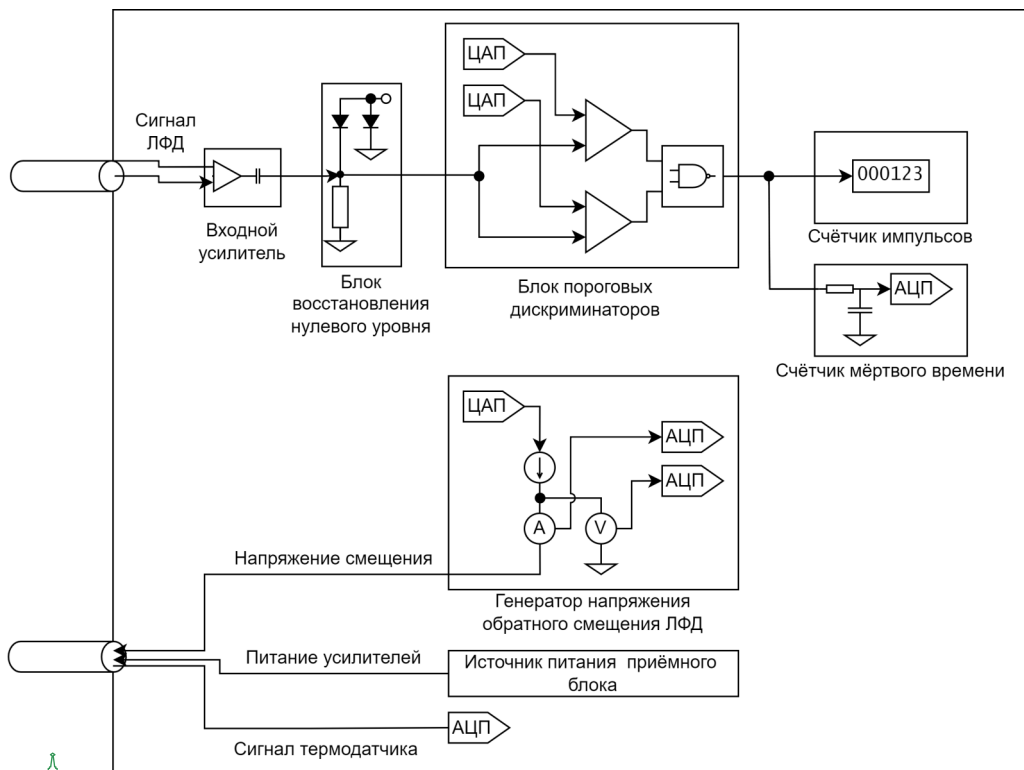 ЦАП
ЦАП
Сигнал
ЛФД
Входной
усилитель
Блок
восстановления
нулевого уровня
Блок пороговых
дискриминаторов
000123
Счётчик импульсов
АЦП
Счётчик мёртвого времени
ЦАП
АЦП
АЦП
A
V
Напряжение смещения
Генератор напряжения
обратного смещения ЛФД
Питание усилителей
Источник питания приёмного
блока
АЦП
Сигнал термодатчика